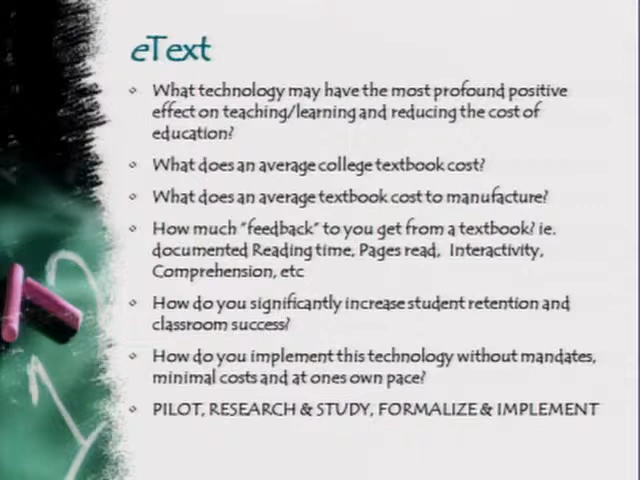 eText
What technology may have the most profound positive
effect on teaching/learning and reducing the cost of
education?
What does an average college textbook cost?
What does an average textbook cost to manufacture?
How much "feedback" to you get from a textbook? ie.
documented Reading time, Pages read, Interactivity,
Comprehension, etc
How do you significantly increase student retention and
classroom success?
How do you implement this technology without mandates,
minimal costs and at ones own pace?
PILOT, RESEARCH & STUDY, FORMALIZE & IMPLEMENT